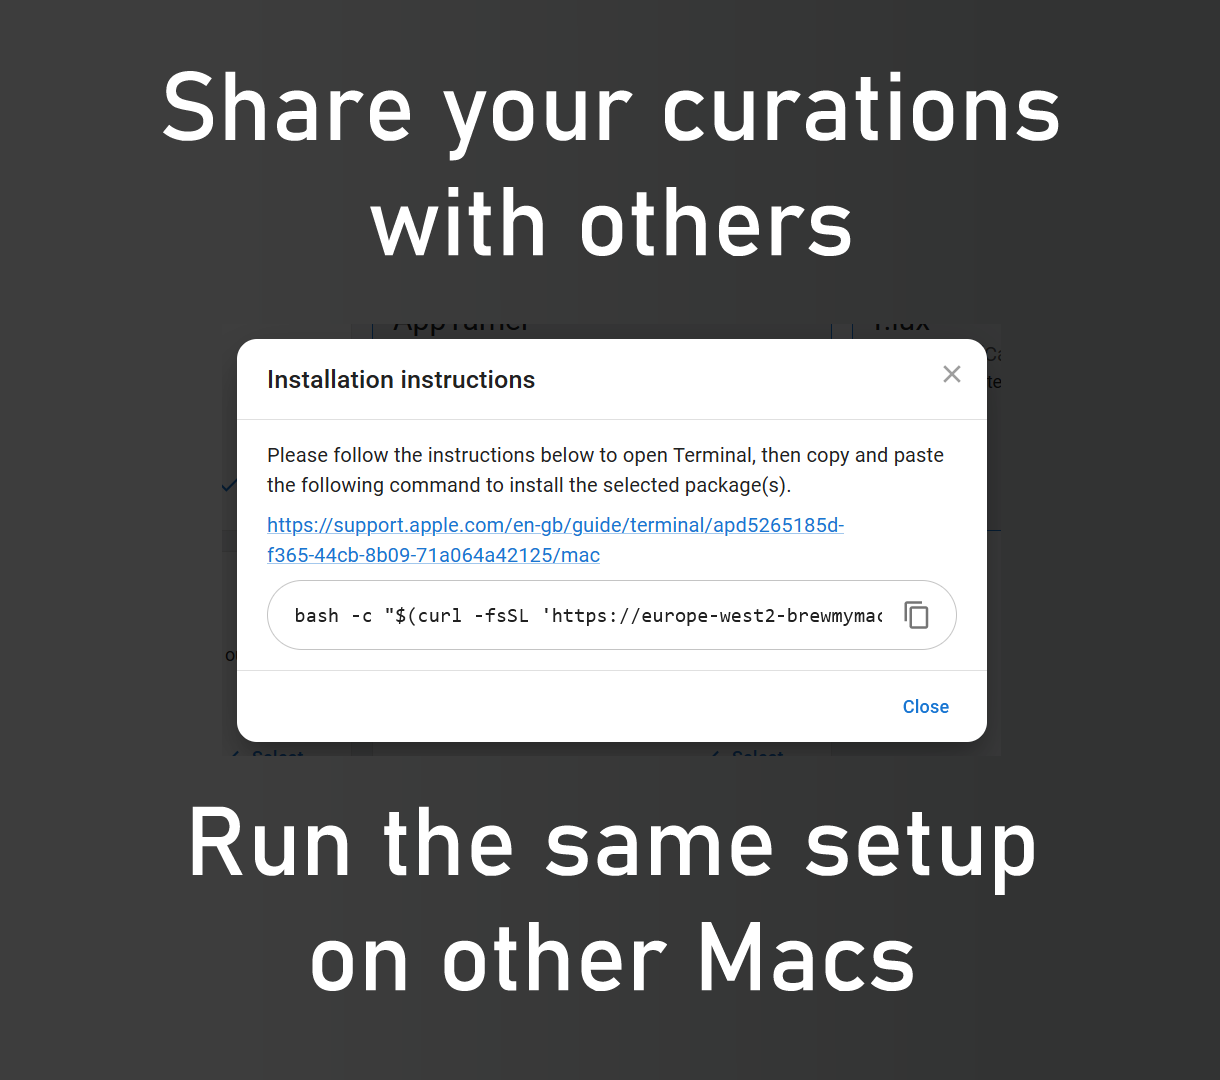 Share your curations
with others
Installation instructions
Please follow the instructions below to open Terminal, then copy and paste
the following command to install the selected package(s).
https://support.apple.com/en-gb/guide/terminal/apd5265185d-
f365-44cb-8b09-71a064a42125/mac
bash -c "$(curl -fsSL 'https://europe-west2-brewmymac
Close
Select
Select
Run the same setup
on other Macs